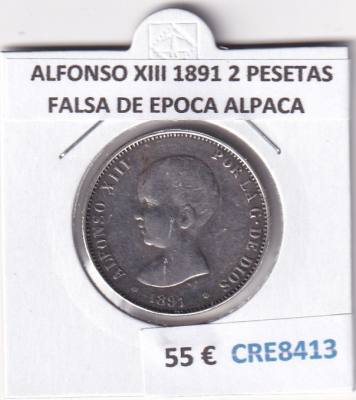 ALFONSO XIII 1891 2 PESETAS
FALSA DE EPOCA ALPACA
ALFONSO XIII POR LA G. DE DIOS
1891
55 € CRE8413